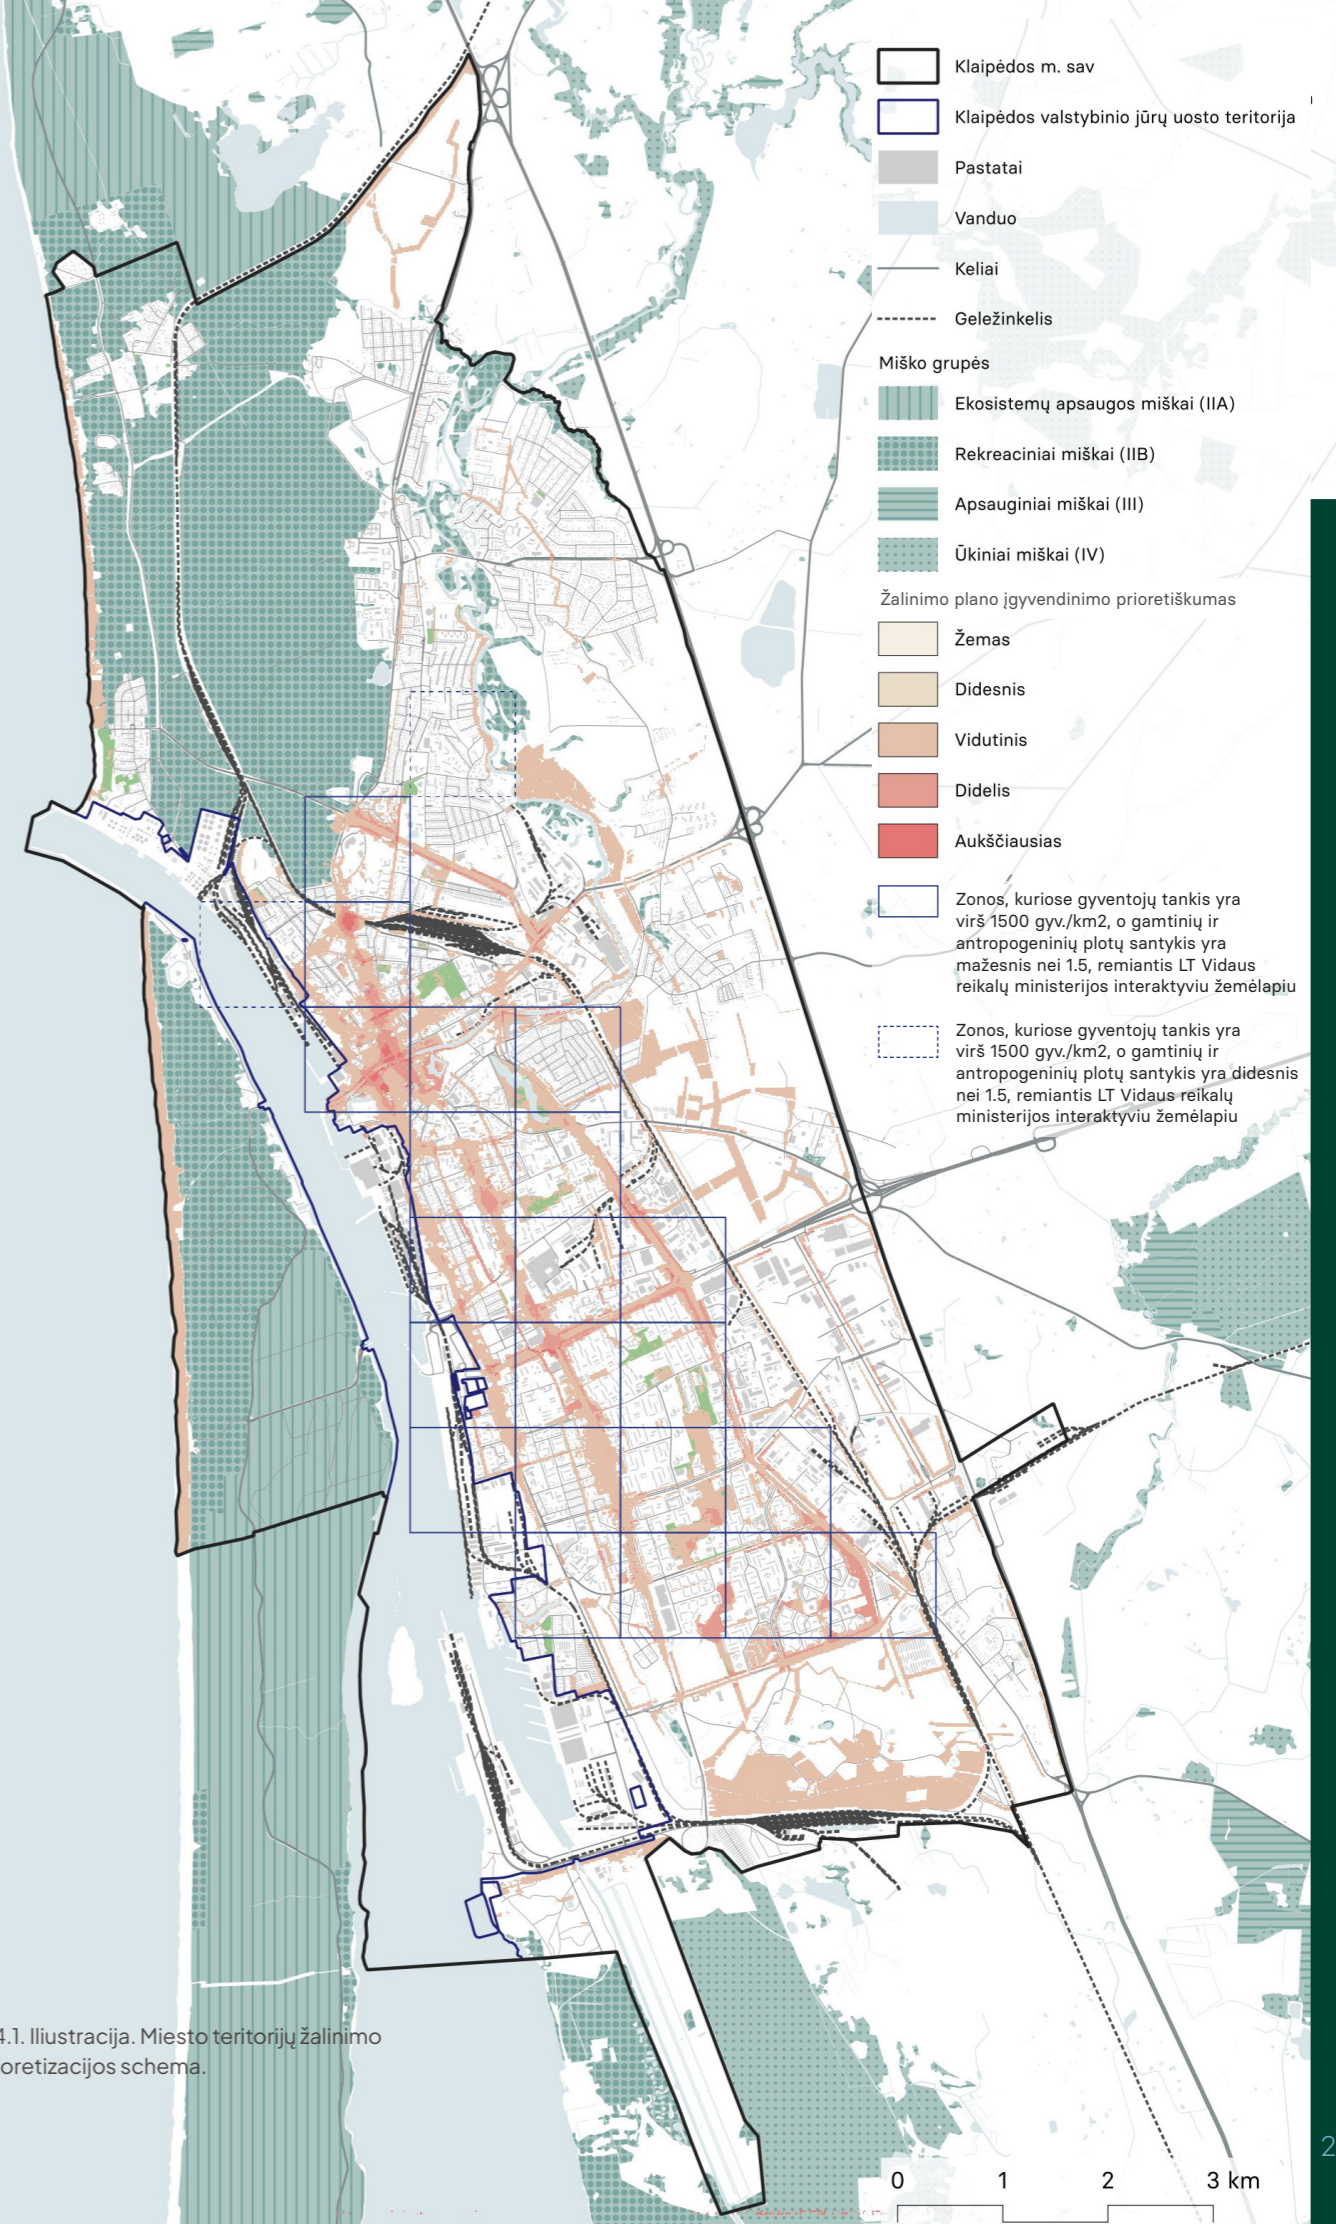 Klaipėdos m. sav
Klaipėdos valstybinio jūrų uosto teritorija
Pastatai
Vanduo
Keliai
Geležinkelis
Miško grupės
Ekosistemų apsaugos miškai (IIA)
Rekreaciniai miškai (IIB)
Apsauginiai miškai (III)
Ūkiniai miškai (IV)
Žalinimo plano įgyvendinimo prioretiškumas
Žemas
Didesnis
Vidutinis
Didelis
Aukščiausias
Zonos, kuriose gyventojų tankis yra
virš 1500 gyv./km2, o gamtinių ir
antropogeninių plotų santykis yra
mažesnis nei 1.5, remiantis LT Vidaus
reikalų ministerijos interaktyviu žemėlapiu
Zonos, kuriose gyventojų tankis yra
virš 1500 gyv./km2, o gamtinių ir
antropogeninių plotų santykis yra didesnis
nei 1.5, remiantis LT Vidaus reikalų
ministerijos interaktyviu žemėlapiu
4.1. Iliustracija. Miesto teritorijų žalinimo
oretizacijos schema.
2
0 1 2 3 km